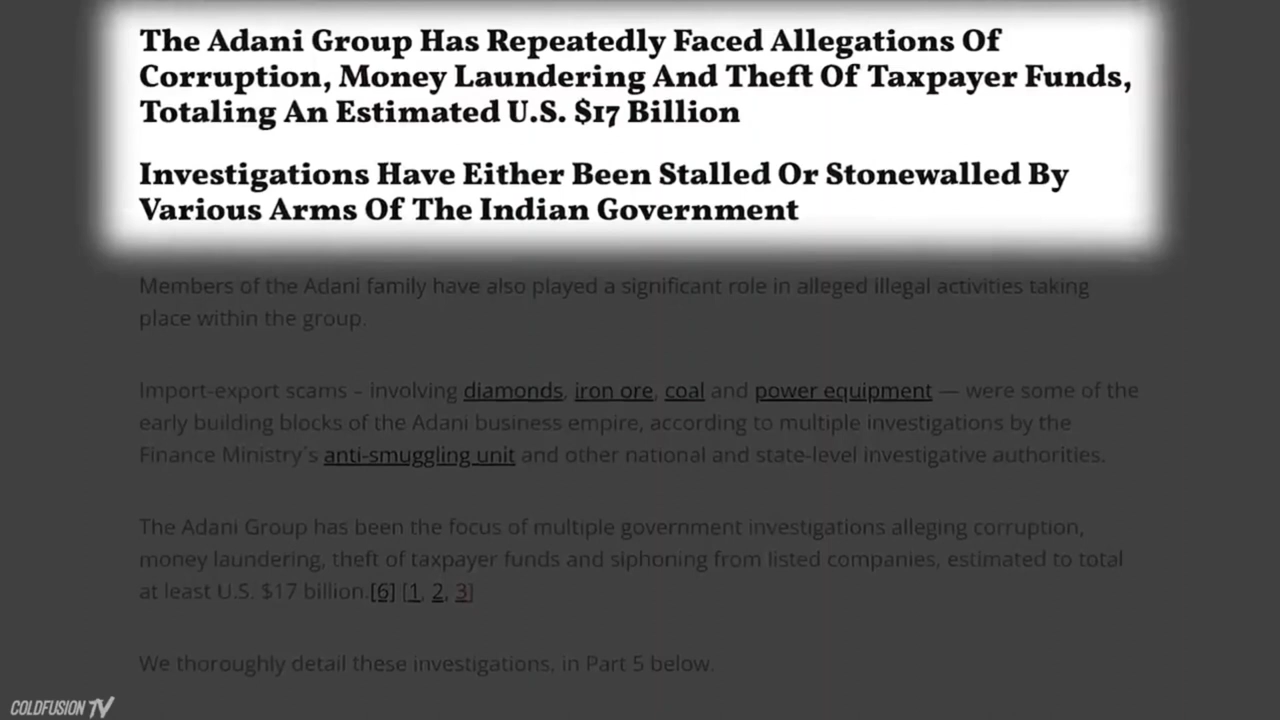 The Adani Group Has Repeatedly Faced Allegations Of
Corruption, Money Laundering And Theft Of Taxpayer Funds,
Totaling An Estimated U.S. $17 Billion
Investigations Have Either Been Stalled Or Stonewalled By
Various Arms Of The Indian Government
Members of the Adani family have also played a significant role in alleged illegal activities taking
place within the group.
Import-export scams – involving diamonds, iron ore, coal and power equipment — were some of the
early building blocks of the Adani business empire, according to multiple investigations by the
Finance Ministry's anti-smuggling unit and other national and state-level investigative authorities.
The Adani Group has been the focus of multiple government investigations alleging corruption,
money laundering, theft of taxpayer funds and siphoning from listed companies, estimated to total
at least U.S. $17 billion.[6] [1, 2, 3]
We thoroughly detail these investigations, in Part 5 below.
COLDFUSION TV